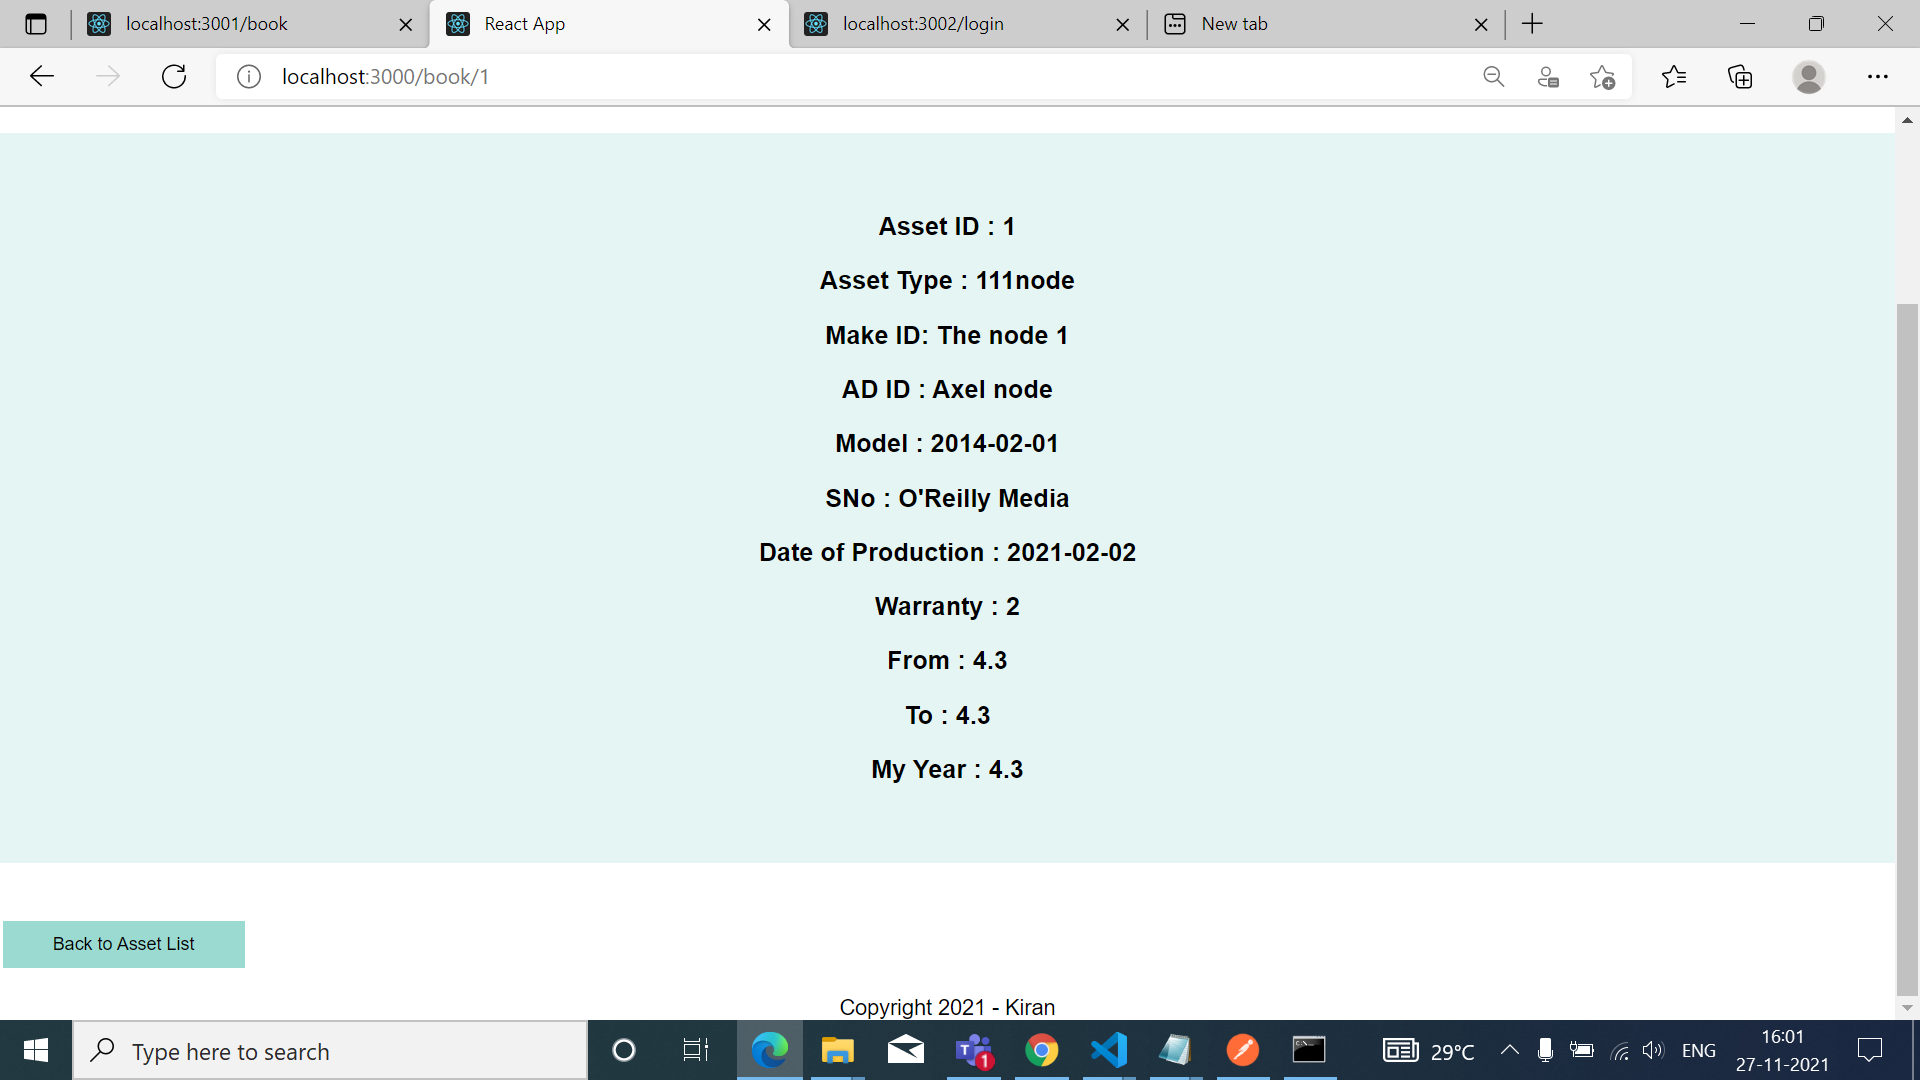 localhost:3001/book
React App
localhost:3002/login
New tab
localhost:3000/book/1
Asset ID : 1
Asset Type : 111node
Make ID: The node 1
AD ID : Axel node
Model : 2014-02-01
SNo : O'Reilly Media
Date of Production : 2021-02-02
Warranty : 2
From : 4.3
To : 4.3
My Year : 4.3
Back to Asset List
Copyright 2021 - Kiran
Type here to search
1
29°C
ENG
16:01
27-11-2021